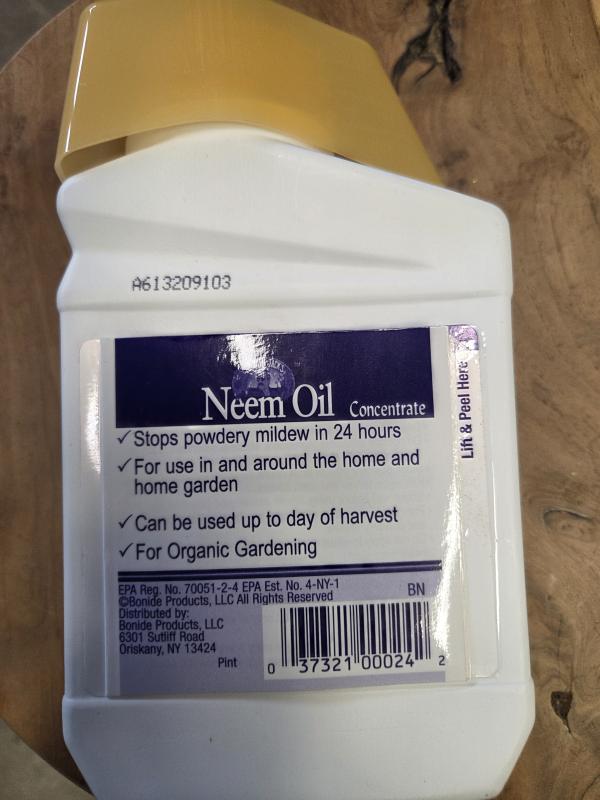 A613209103
Neem Oil Concentrate
✓ Stops powdery mildew in 24 hours
✓ For use in and around the home and
home garden
✓ Can be used up to day of harvest
✓ For Organic Gardening
EPA Reg. No. 70051-2-4 EPA Est. No. 4-NY-1
©Bonide Products, LLC All Rights Reserved
BN
Distributed by:
Bonide Products, LLC
6301 Sutliff Road
Oriskany, NY 13424
Pint
0 37321 00024 2
Lift & Peel Here